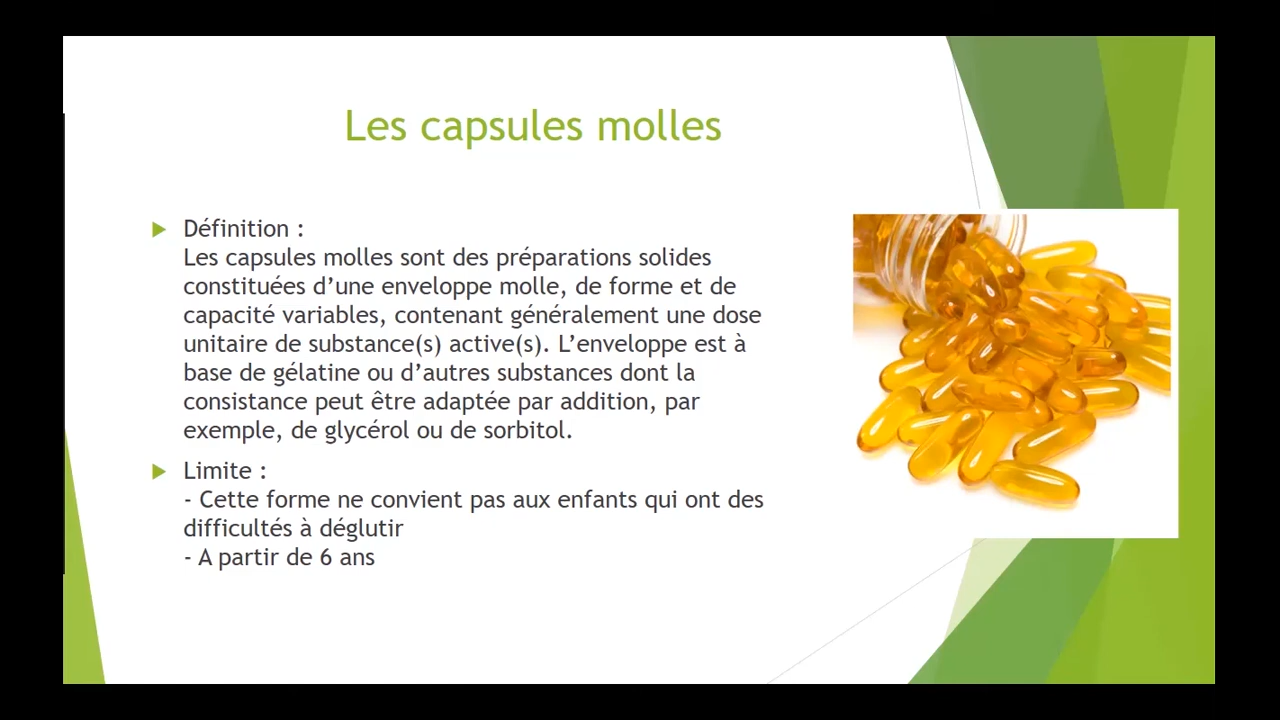 Les capsules molles
Définition :
Les capsules molles sont des préparations solides
constituées d’une enveloppe molle, de forme et de
capacité variables, contenant généralement une dose
unitaire de substance(s) active(s). L’enveloppe est à
base de gélatine ou d’autres substances dont la
consistance peut être adaptée par addition, par
exemple, de glycérol ou de sorbitol.
Limite :
- Cette forme ne convient pas aux enfants qui ont des
difficultés à déglutir
- A partir de 6 ans